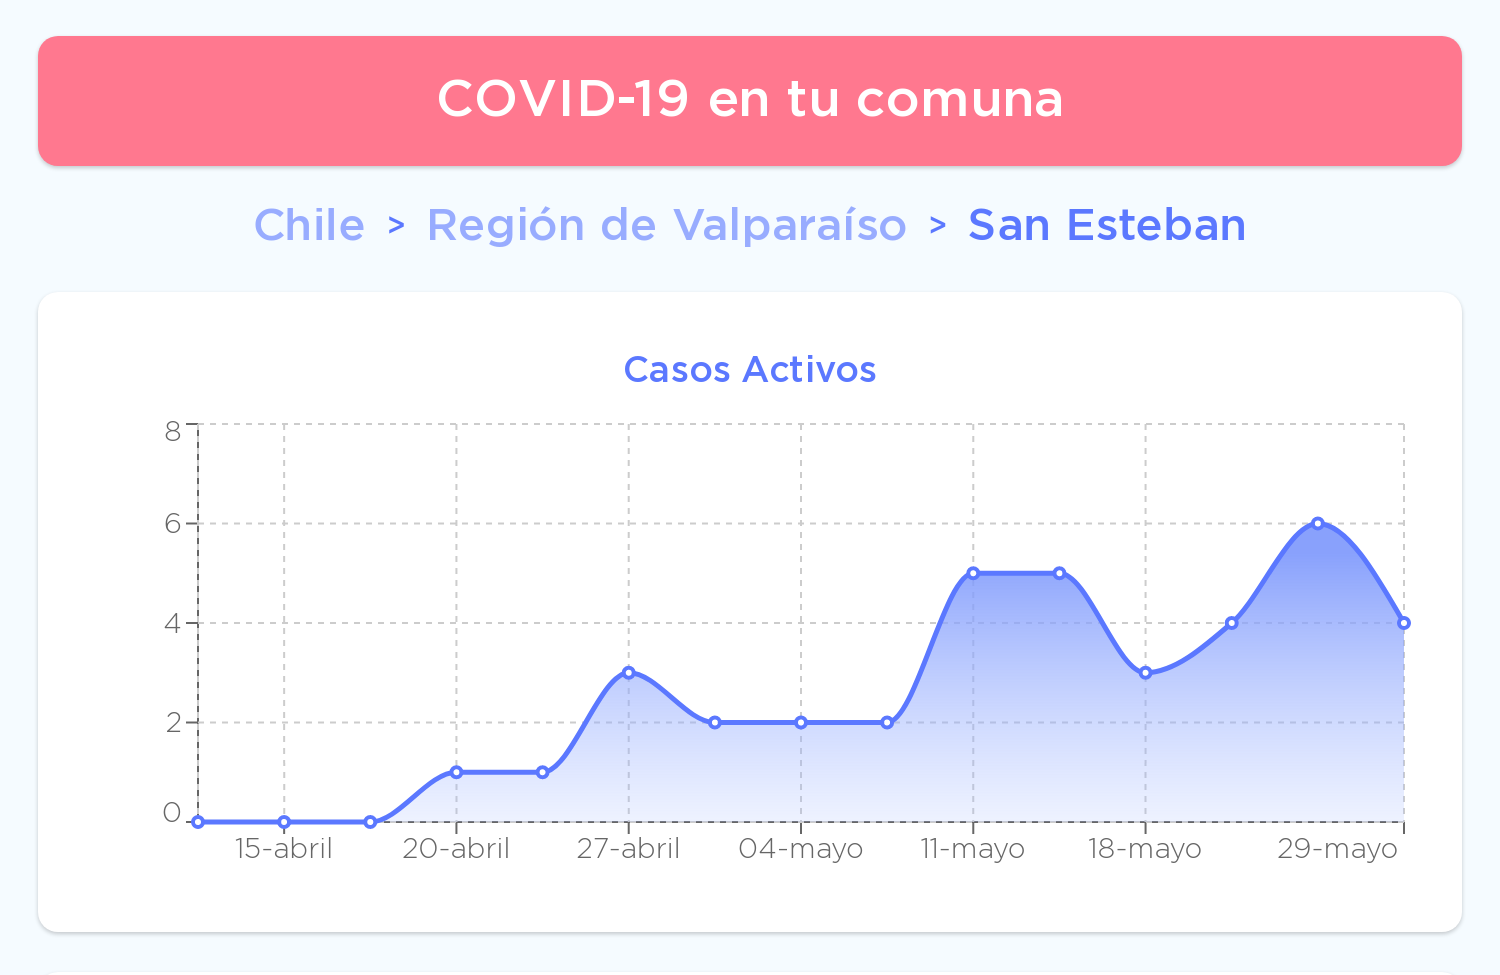 COVID-19 en tu comuna
Chile > Región de Valparaíso > San Esteban
Casos Activos
8
6
4
2
0
15-abril 20-abril 27-abril 04-mayo 11-mayo 18-mayo 29-mayo